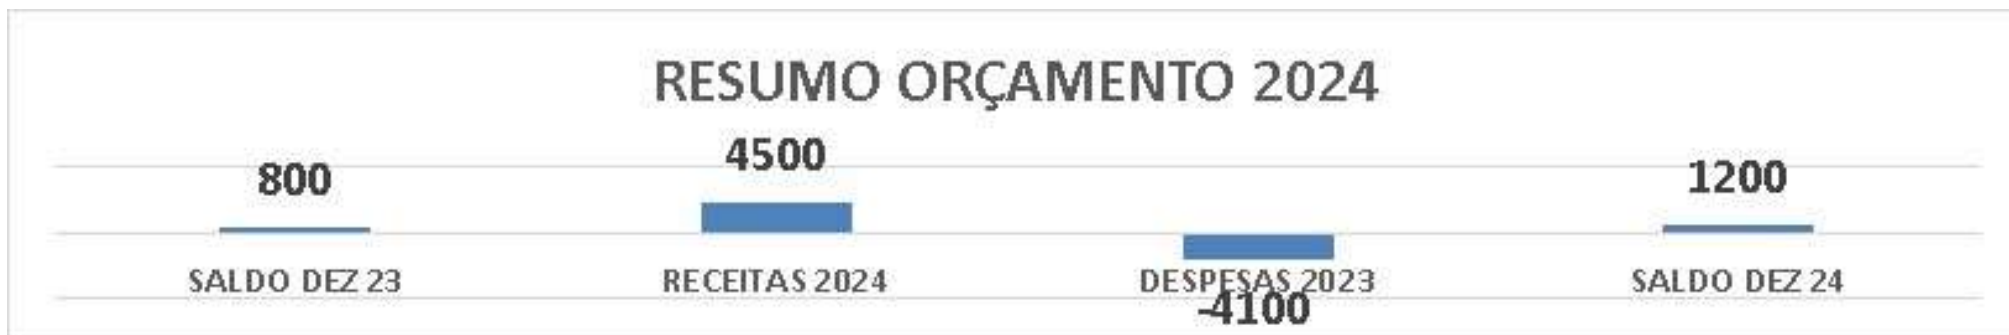 RESUMO ORÇAMENTO 2024
800
4500
1200
SALDO DEZ 23
RECEITAS 2024
DESPESAS 2023
SALDO DEZ 24
-4100